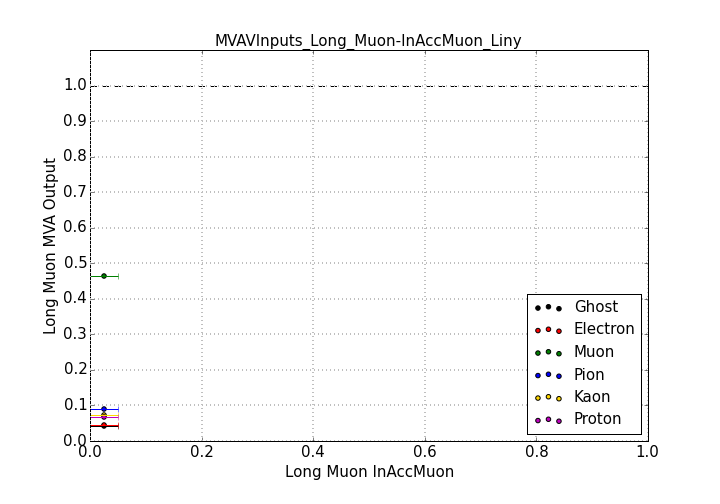 MVAVInputs_Long_Muon-InAccMuon_Liny
1.0
0.9
0.8
0.7
0.6
0.5
0.4
0.3
0.2
0.1
0.0
Long Muon MVA Output
Ghost
Electron
Muon
Pion
Kaon
Proton
0.0 0.2 0.4 0.6 0.8 1.0
Long Muon InAccMuon